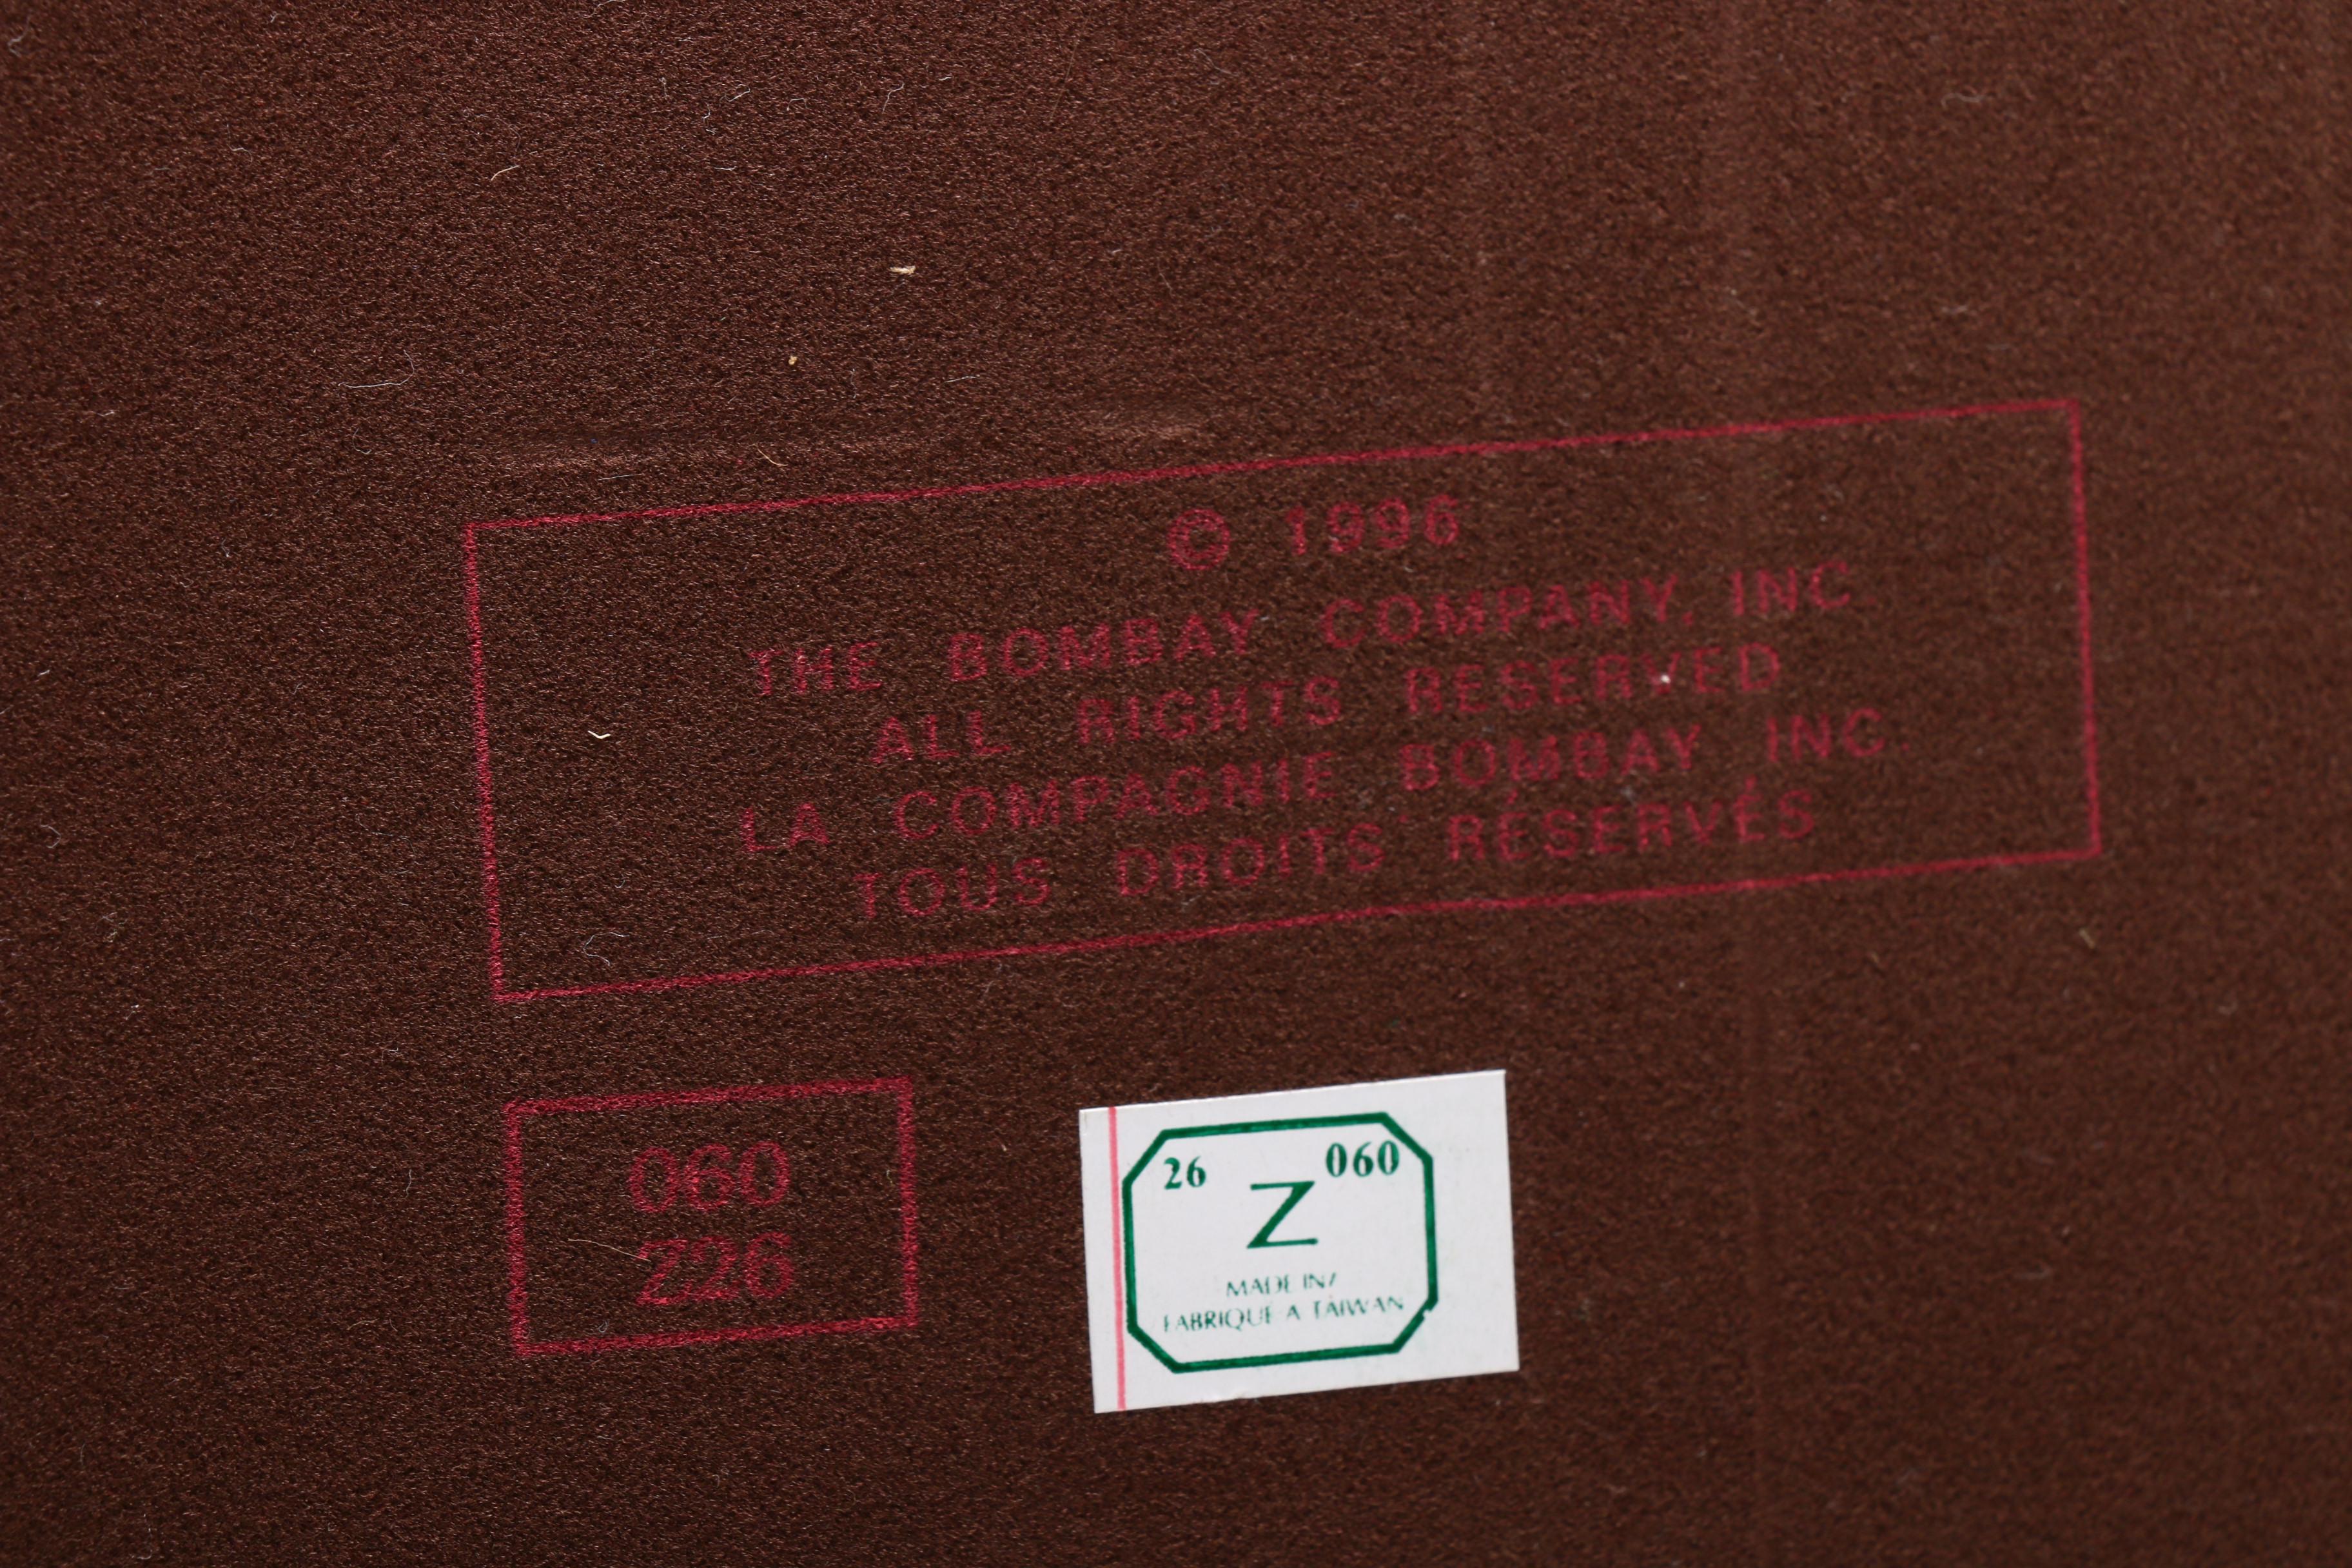 © 1996
THE BOMBAY COMPANY, INC.
ALL RIGHTS RESERVED
LA COMPAGNIE BOMBAY INC.
TOUS DROITS RÉSERVÉS
060
Z26
26 Z 060
MADE IN/
FABRIQUE A TAIWAN